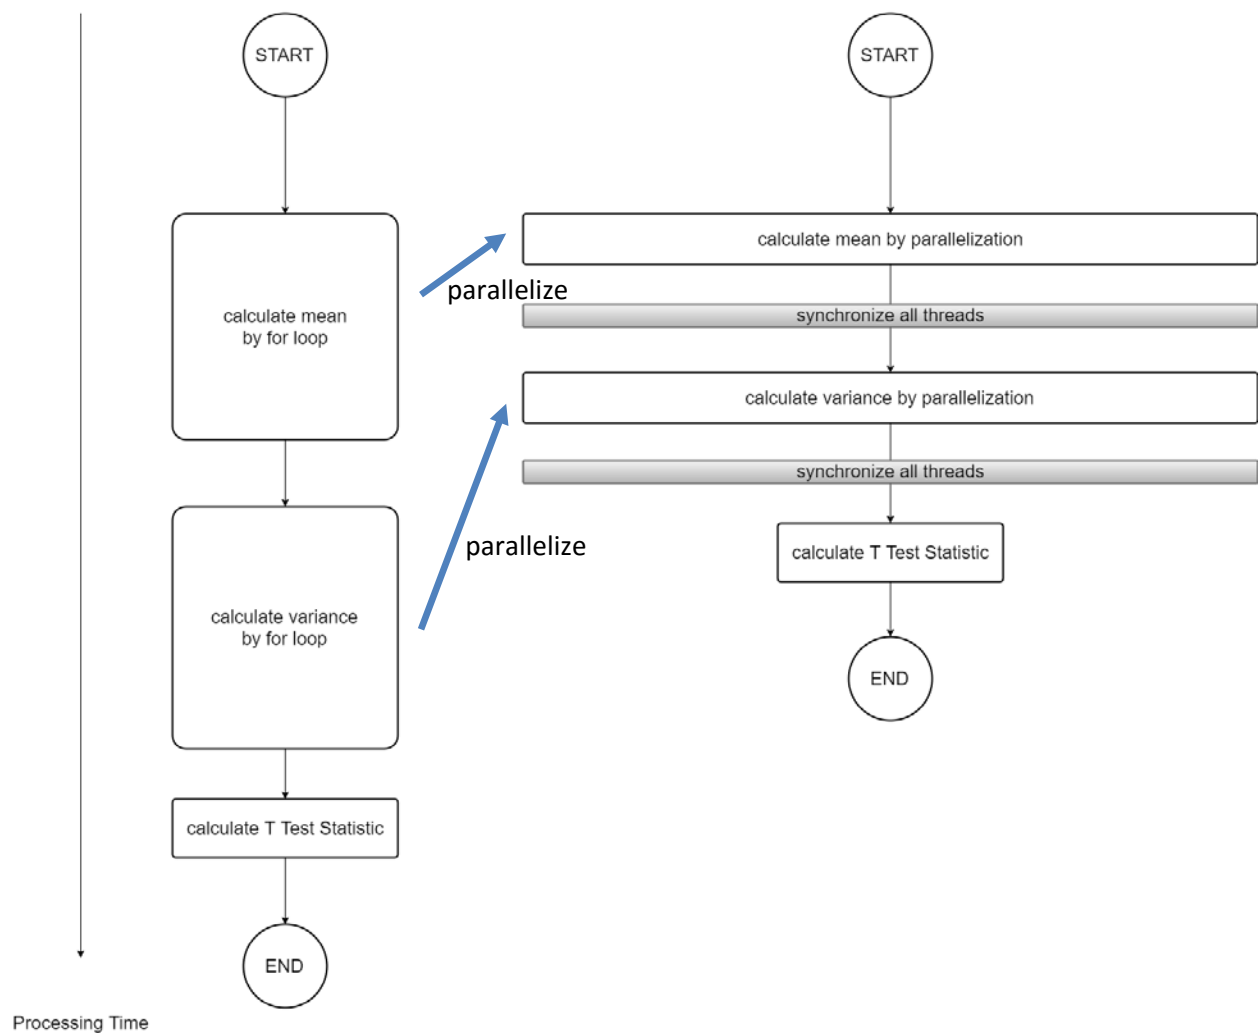 START
calculate mean
by for loop
calculate variance
by for loop
calculate T Test Statistic
END
Processing Time
parallelize
parallelize
START
calculate mean by parallelization
synchronize all threads
calculate variance by parallelization
synchronize all threads
calculate T Test Statistic
END